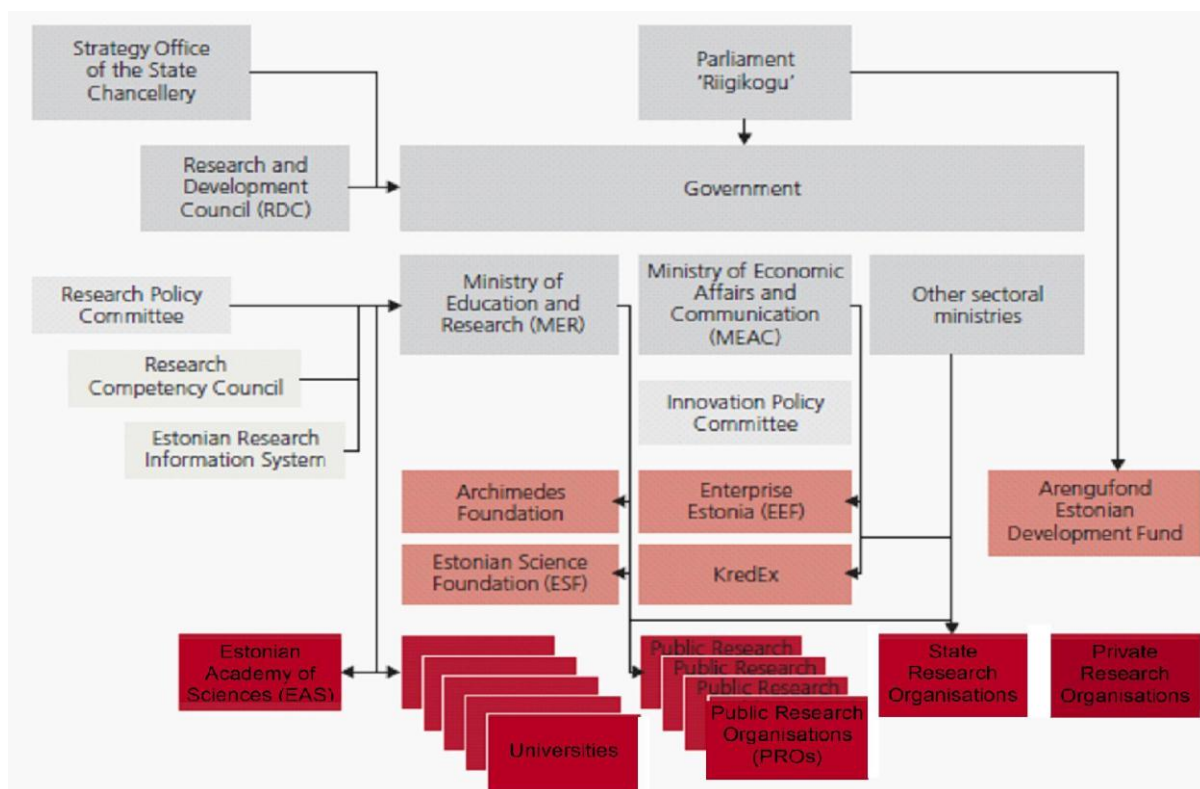 Strategy Office
of the State
Chancellery
Parliament
'Riigikogu'
Research and
Development
Council (RDC)
Government
Research Policy
Committee
Ministry of
Education and
Research (MER)
Ministry of Economic
Affairs and
Communication
(MEAC)
Other sectoral
ministries
Research
Competency Council
Innovation Policy
Committee
Estonian Research
Information System
Archimedes
Foundation
Enterprise
Estonia (EEF)
Arengufond
Estonian
Development Fund
Estonian Science
Foundation (ESF)
KredEx
Estonian
Academy of
Sciences (EAS)
Universities
Public Research
Public Research
Public Research
Public Research
Organisations
(PROs)
State
Research
Organisations
Private
Research
Organisations